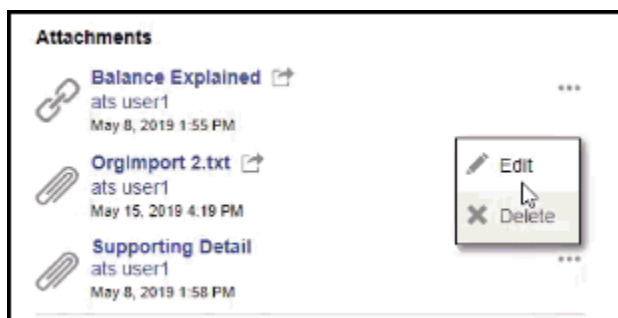 Attachments
Balance Explained
ats user1
May 8, 2019 1:55 PM
OrgImport 2.txt
ats user1
May 15, 2019 4:19 PM
Edit
Delete
Supporting Detail
ats user1
May 8, 2019 1:58 PM